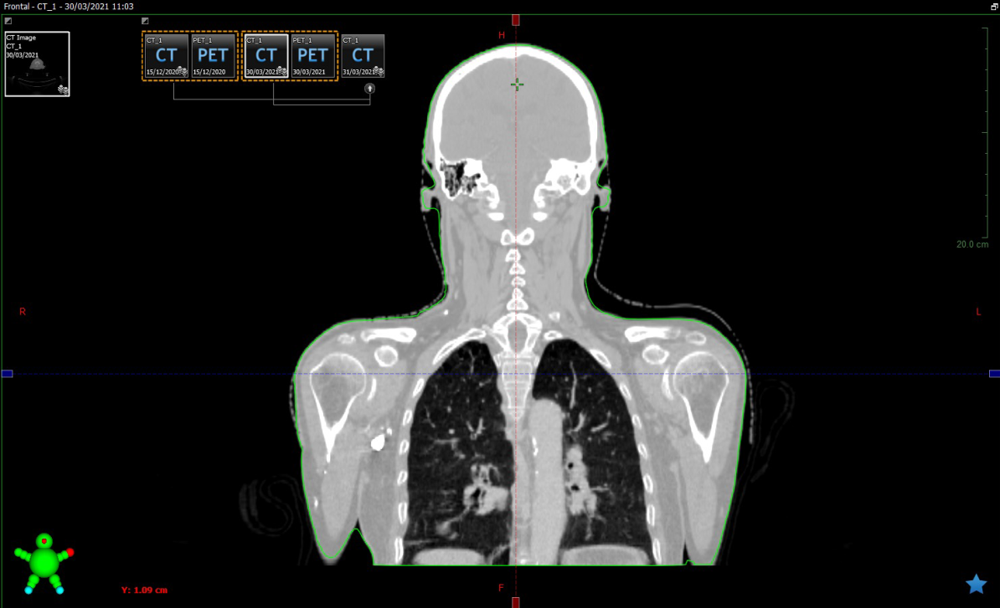 Frontal - CT_1 - 30/03/2021 11:03
H
CT Image
CT_1
30/03/2021
CT_1
CT
15/12/2020
PET_1
PET
15/12/2020
CT_1
CT
30/03/2021
PET_1
PET
30/03/2021
CT_1
CT
31/03/2021
20.0 cm
R
L
F
Y: 1.09 cm